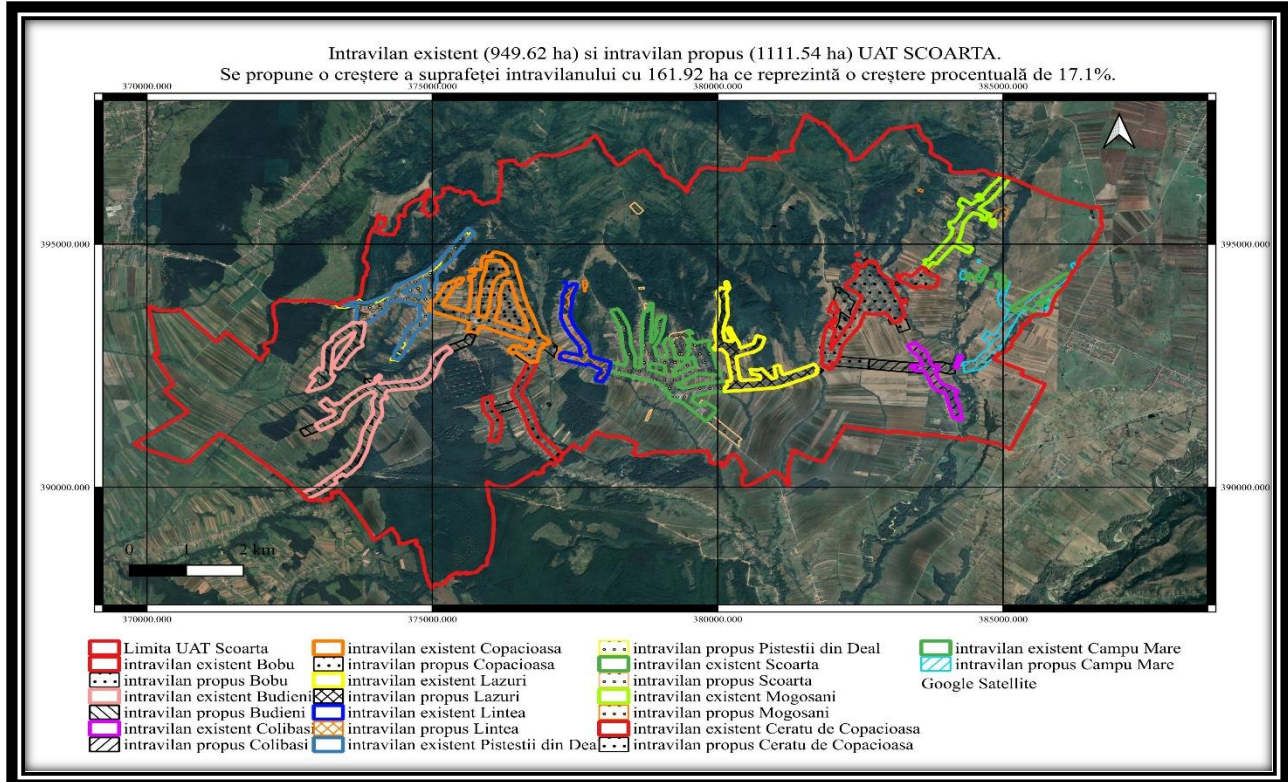 Intravilan existent (949.62 ha) si intravilan propus (1111.54 ha) UAT SCOARTA.
Se propune o creștere a suprafeței intravilanului cu 161.92 ha ce reprezintă o creștere procentuală de 17.1%.
370000.000 375000.000 380000.000 385000.000
395000.000 395000.000
390000.000 390000.000
0 1 2 km
370000.000 375000.000 380000.000 385000.000
Limita UAT Scoarta
intravilan existent Bobu
intravilan propus Bobu
intravilan existent Budieni
intravilan propus Budieni
intravilan existent Colibasi
intravilan propus Colibasi
intravilan existent Copacioasa
intravilan propus Copacioasa
intravilan existent Lazuri
intravilan propus Lazuri
intravilan existent Lintea
intravilan propus Lintea
intravilan existent Pistestii din Deal
intravilan propus Pistestii din Deal
intravilan existent Scoarta
intravilan propus Scoarta
intravilan existent Mogosani
intravilan propus Mogosani
intravilan existent Ceratu de Copacioasa
intravilan propus Ceratu de Copacioasa
intravilan existent Campu Mare
intravilan propus Campu Mare
Google Satellite